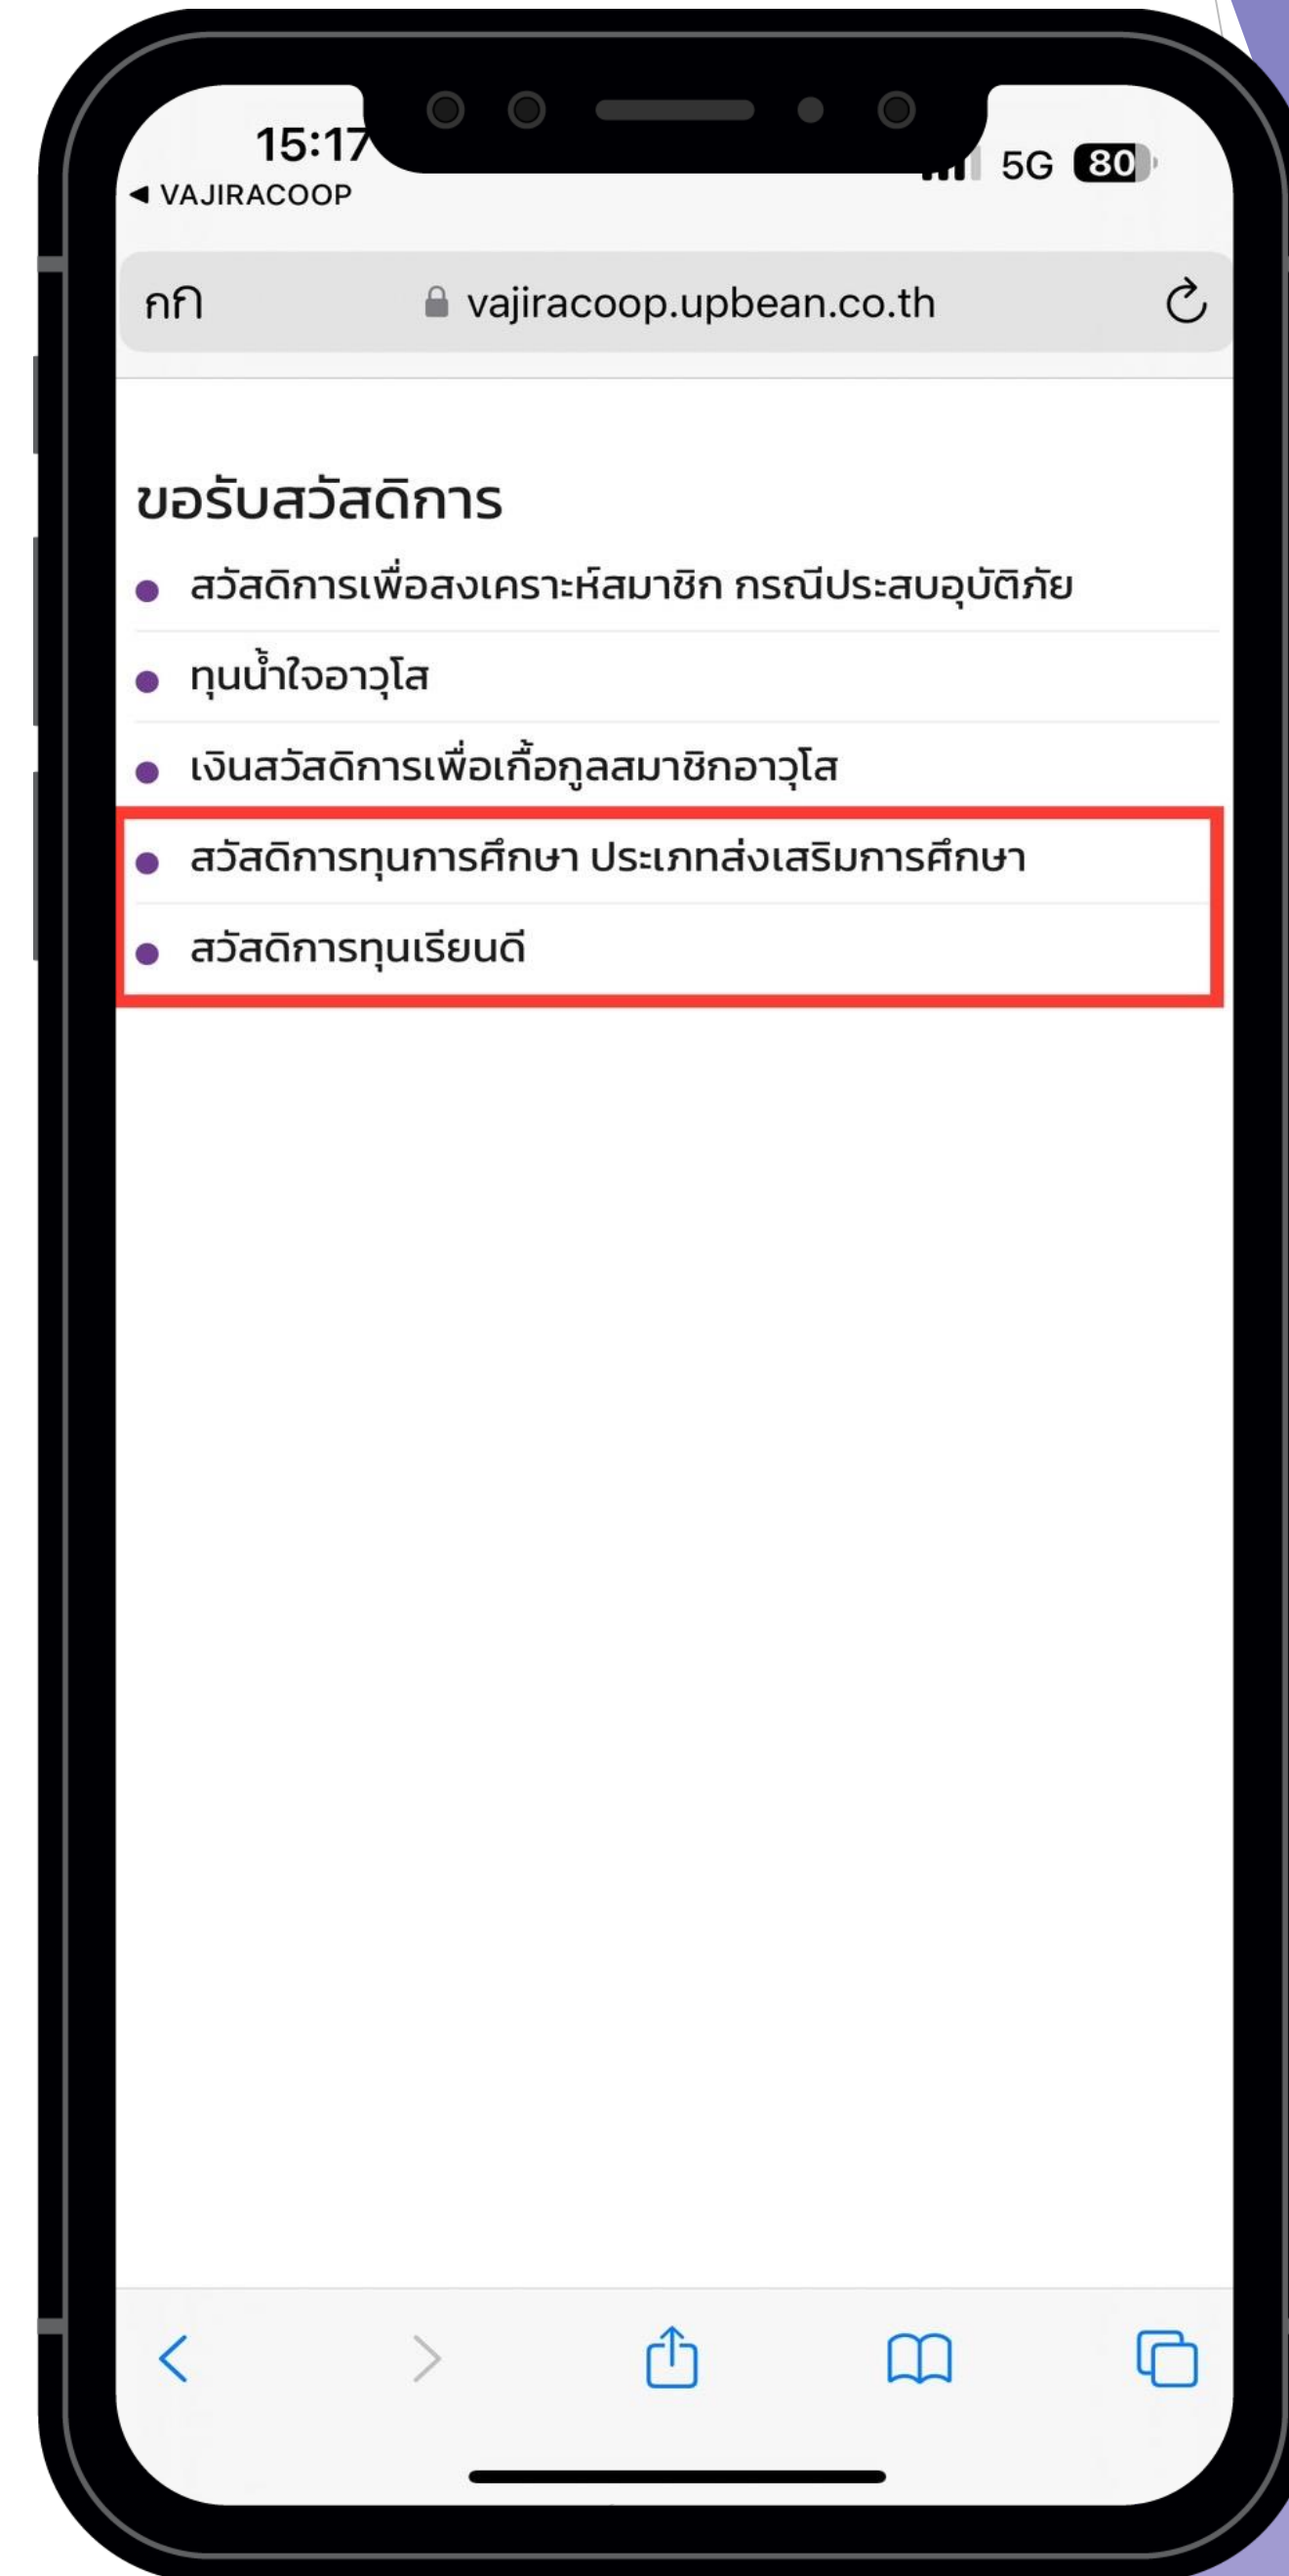 15:17
5G 80
◀ VAJIRACOOP
กก vajiracoop.upbean.co.th
ขอรับสวัสดิการ
สวัสดิการเพื่อสงเคราะห์สมาชิก กรณีประสบอุบัติภัย
ทุนน้ำใจอาวุโส
เงินสวัสดิการเพื่อเกื้อกูลสมาชิกอาวุโส
สวัสดิการทุนการศึกษา ประเภทส่งเสริมการศึกษา
สวัสดิการทุนเรียนดี